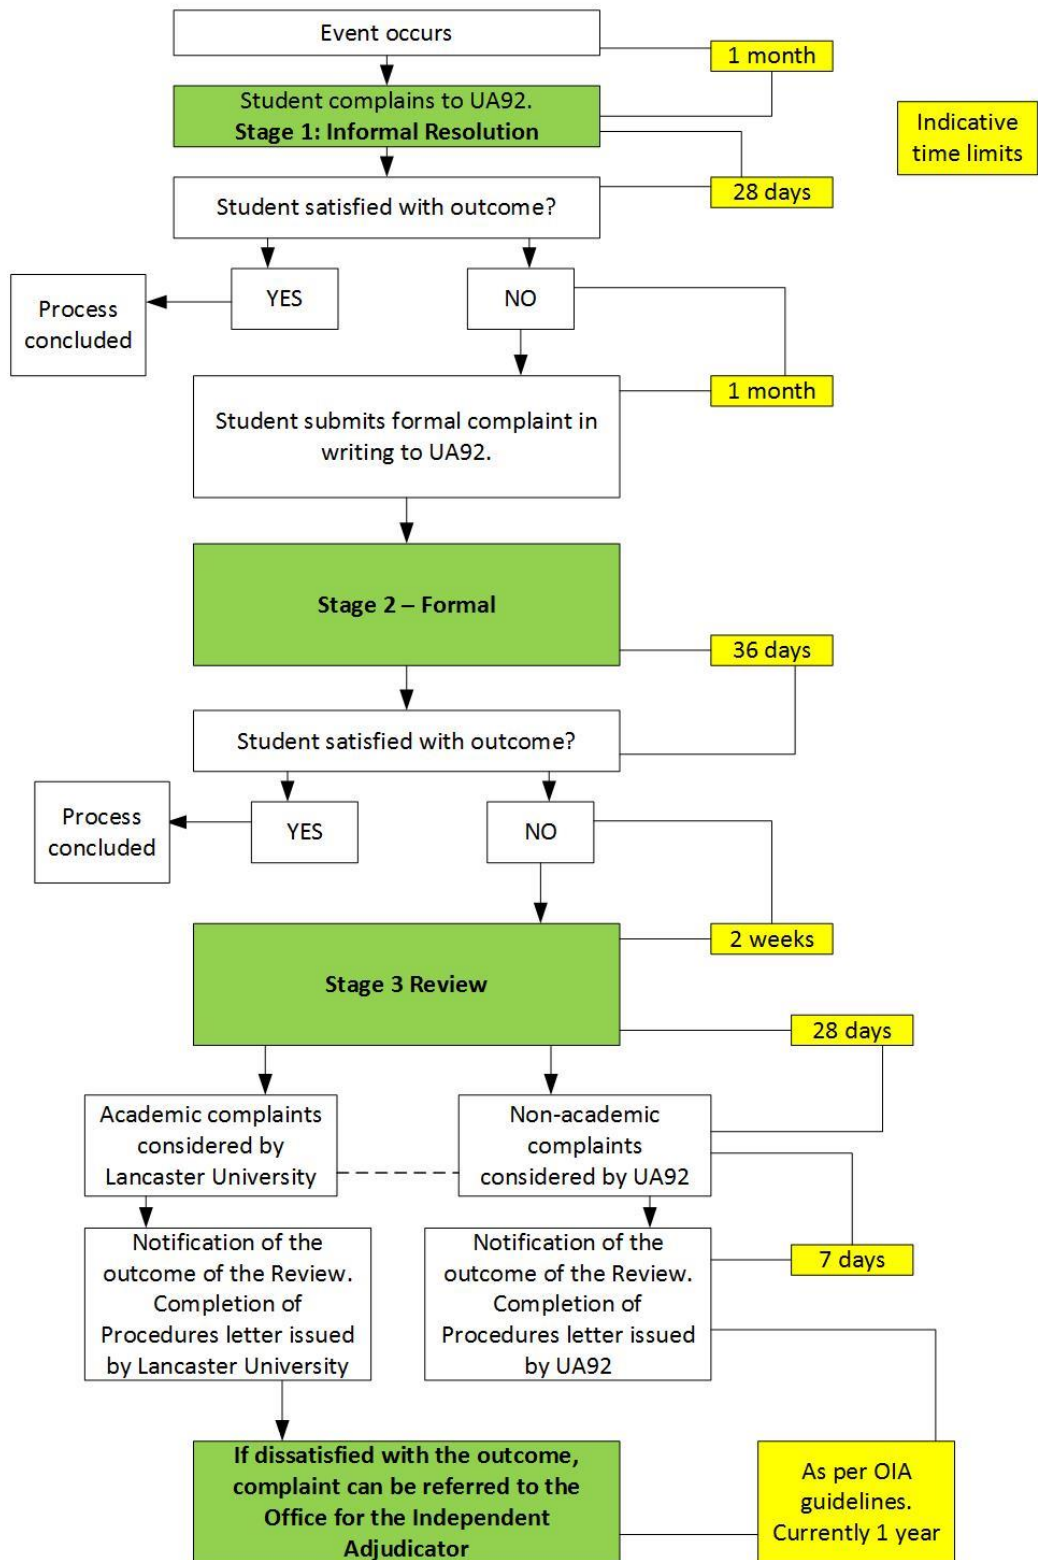 Event occurs
1 month
Student complains to UA92.
Stage 1: Informal Resolution
Indicative
time limits
28 days
Student satisfied with outcome?
YES
NO
Process
concluded
1 month
Student submits formal complaint in
writing to UA92.
Stage 2 – Formal
36 days
Student satisfied with outcome?
Process
concluded
YES
NO
2 weeks
Stage 3 Review
28 days
Academic complaints
considered by
Lancaster University
Non-academic
complaints
considered by UA92
Notification of the
outcome of the Review.
Completion of
Procedures letter issued
by Lancaster University
Notification of the
outcome of the Review.
Completion of
Procedures letter issued
by UA92
7 days
If dissatisfied with the outcome,
complaint can be referred to the
Office for the Independent
Adjudicator
As per OIA
guidelines.
Currently 1 year